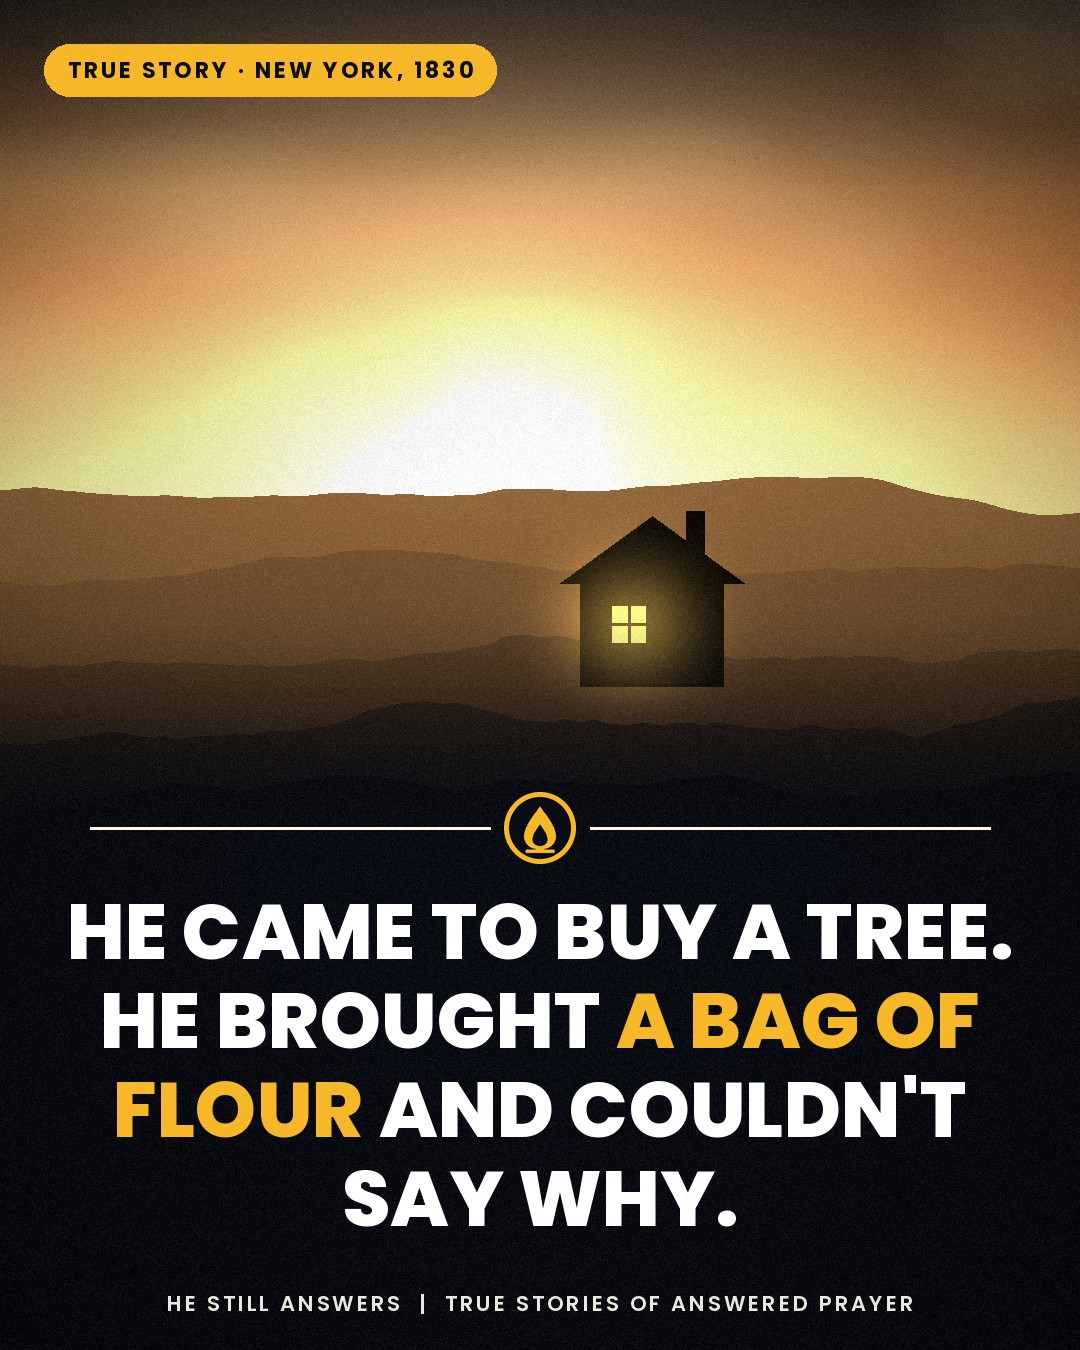 TRUE STORY · NEW YORK, 1830
HE CAME TO BUY A TREE.
HE BROUGHT A BAG OF
FLOUR AND COULDN'T
SAY WHY.
HE STILL ANSWERS | TRUE STORIES OF ANSWERED PRAYER